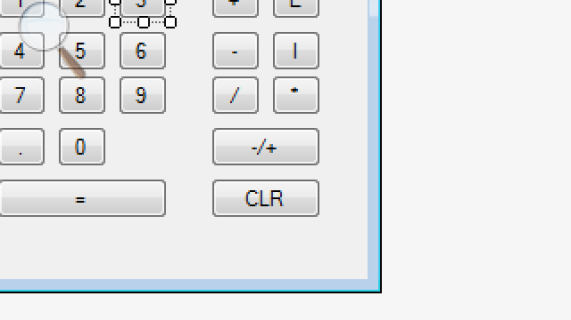 1 2 3 + E
4 5 6 - |
7 8 9 / *
. 0 -/+
= CLR